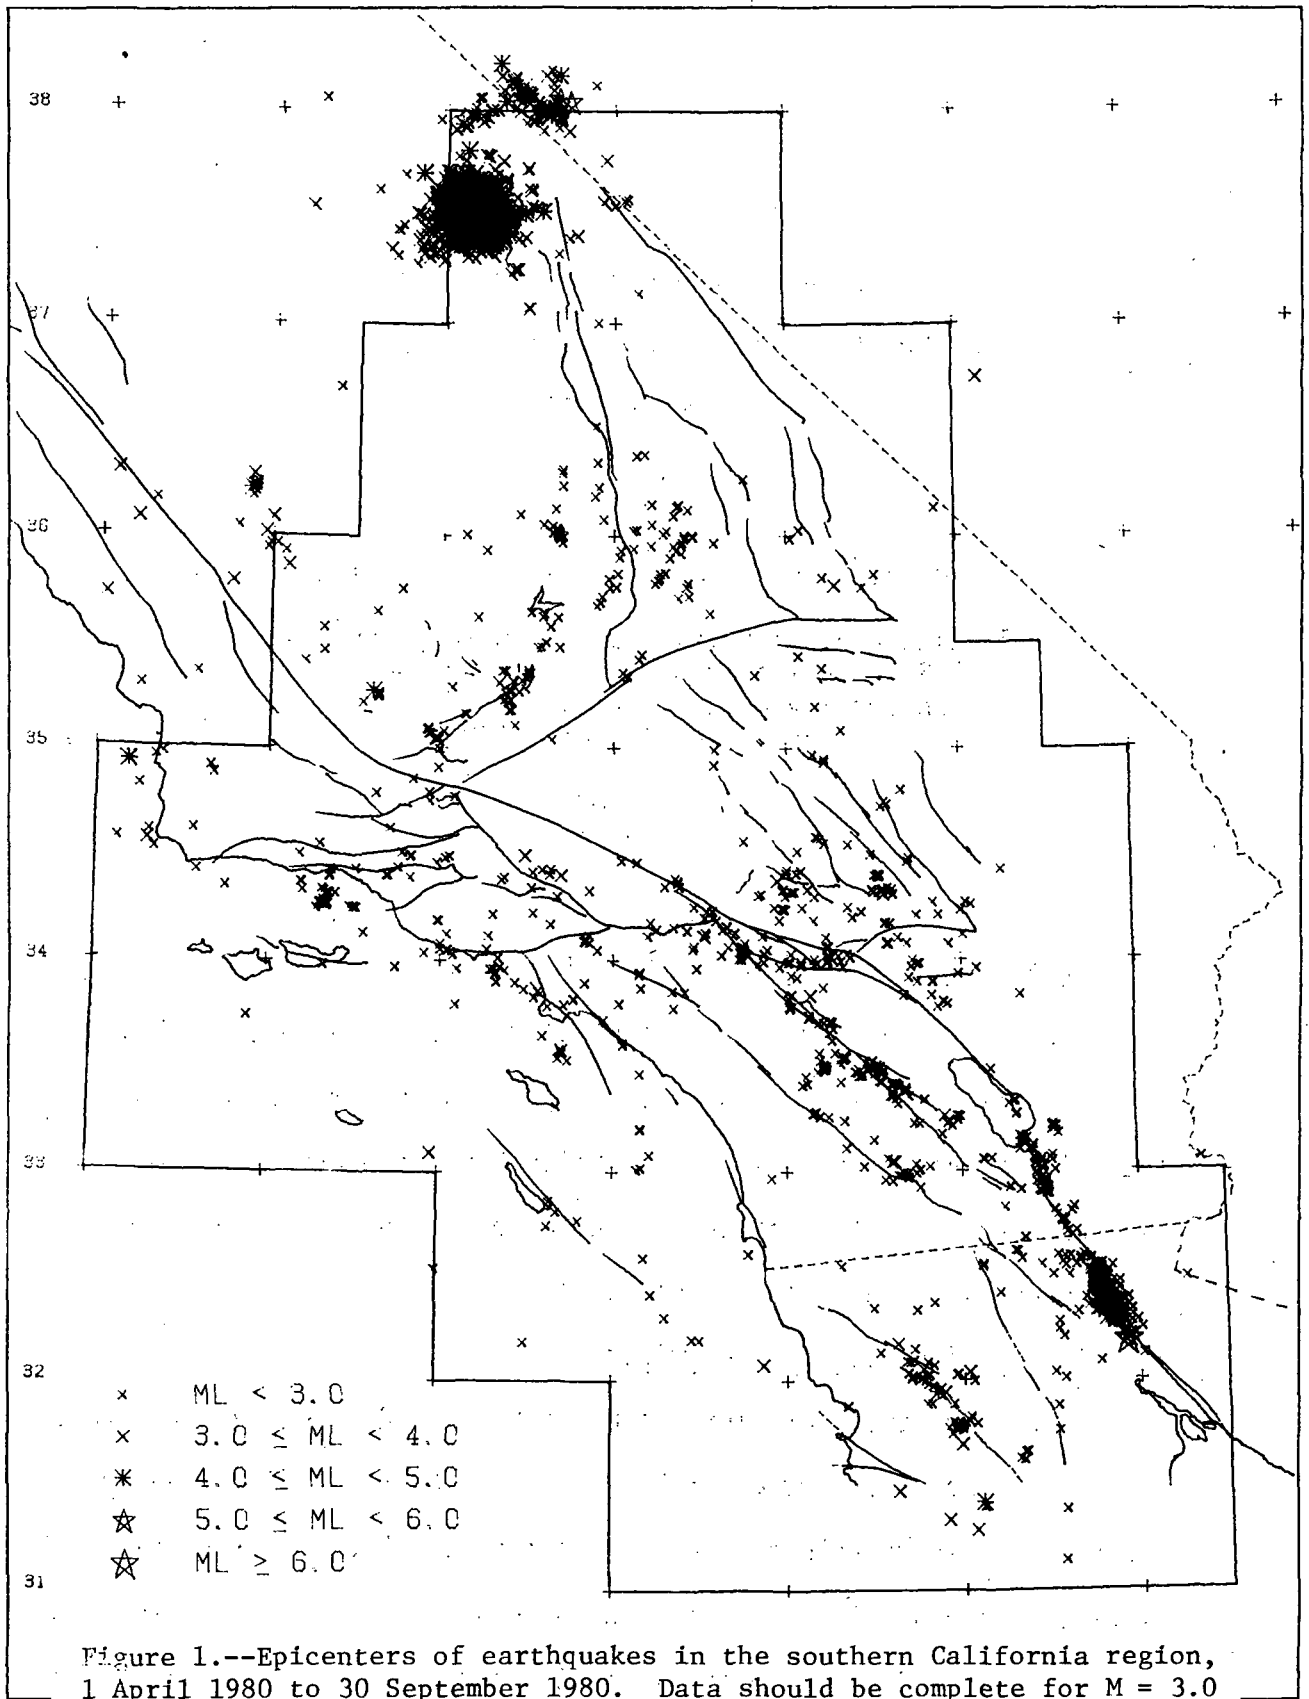 38
37
36
35
34
33
32
31
× ML < 3.0
× 3.0 ≤ ML < 4.0
4.0 ≤ ML < 5.0
☆ 5.0 ≤ ML < 6.0
☆ ML ≥ 6.0
Figure 1.--Epicenters of earthquakes in the southern California region,
1 April 1980 to 30 September 1980. Data should be complete for M = 3.0